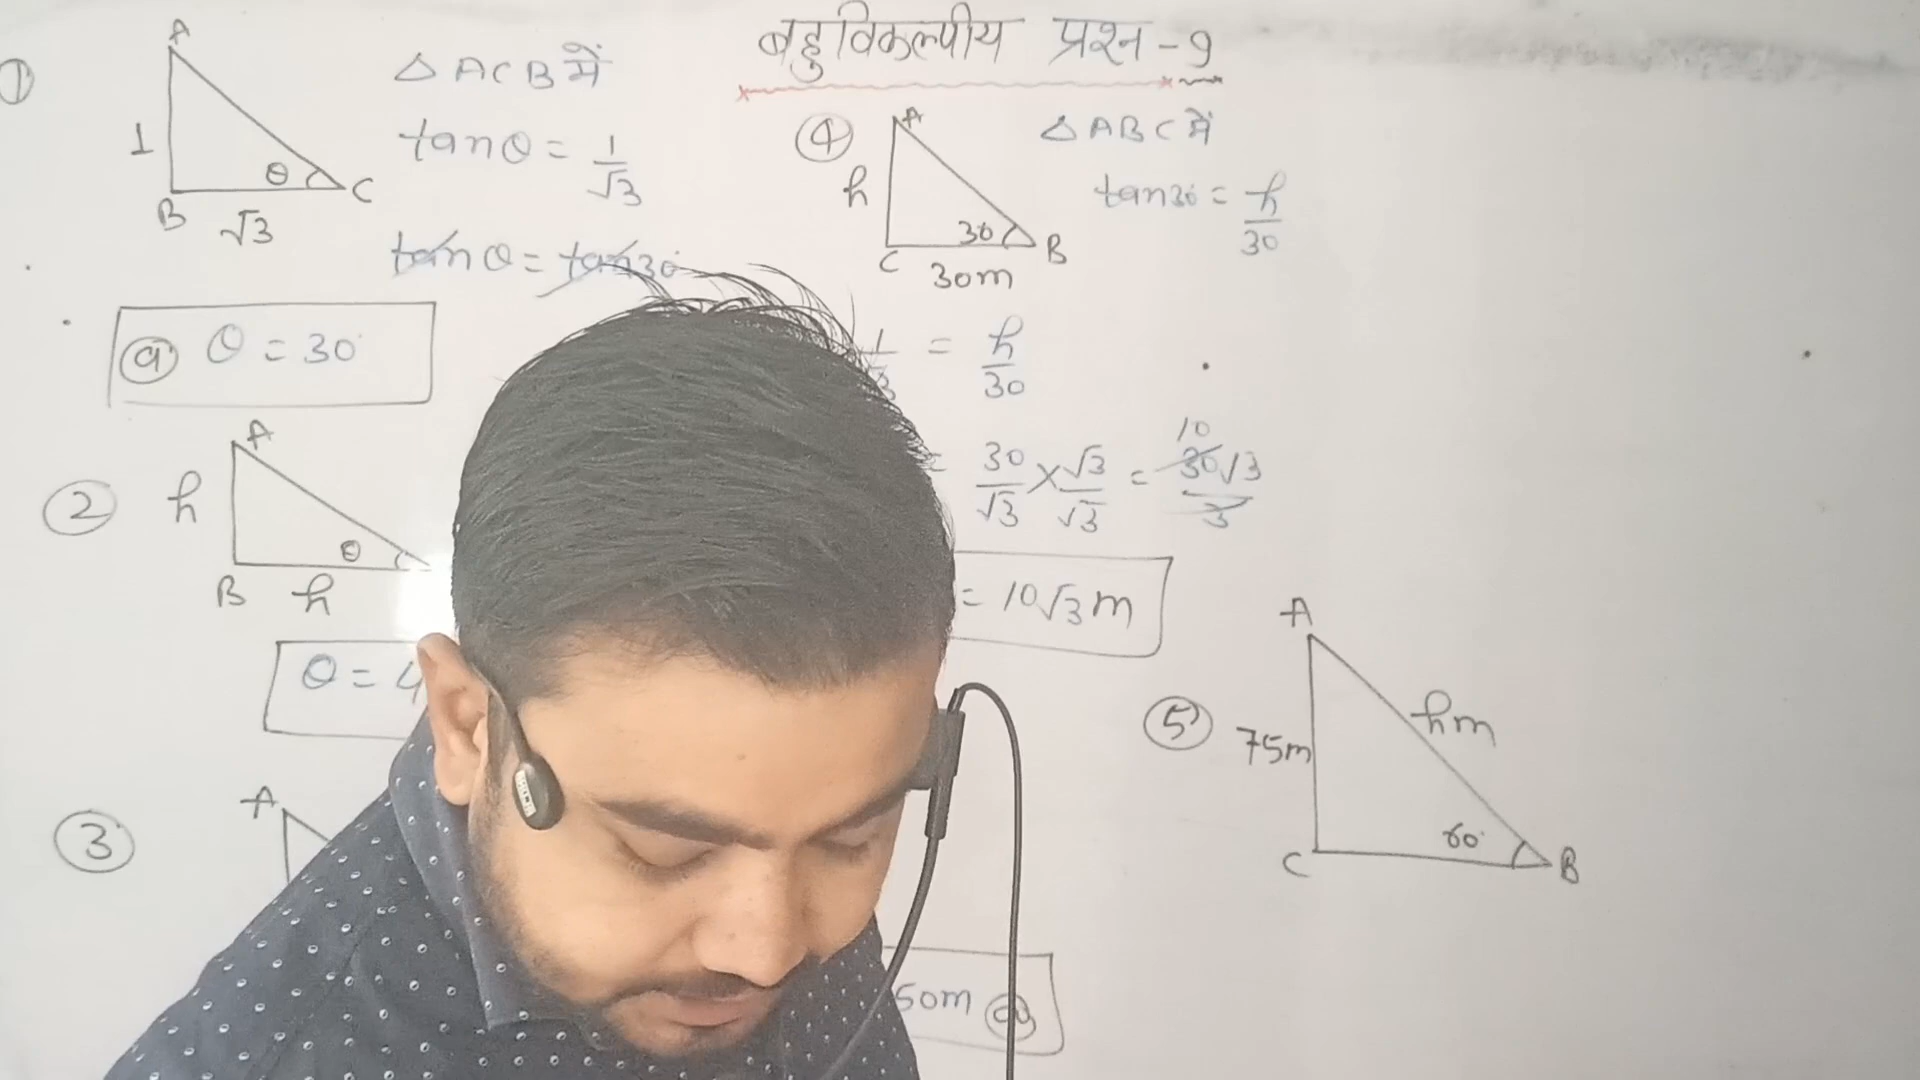 बहुविकल्पीय प्रश्न - 9
①
A
1
B
√3
θ
C
△ ACB में
tanθ = 1/√3
tanθ = tan30°
(a) θ = 30°
②
A
h
θ
B
h
θ = 4
③
A
50m
④
A
h
30°
C
B
30m
△ ABC में
tan30° = h/30
1/ = h/30
= 30/√3 × √3/√3 = 10 30√3/3
= 10√3 m
⑤
A
75m
hm
60°
C
B